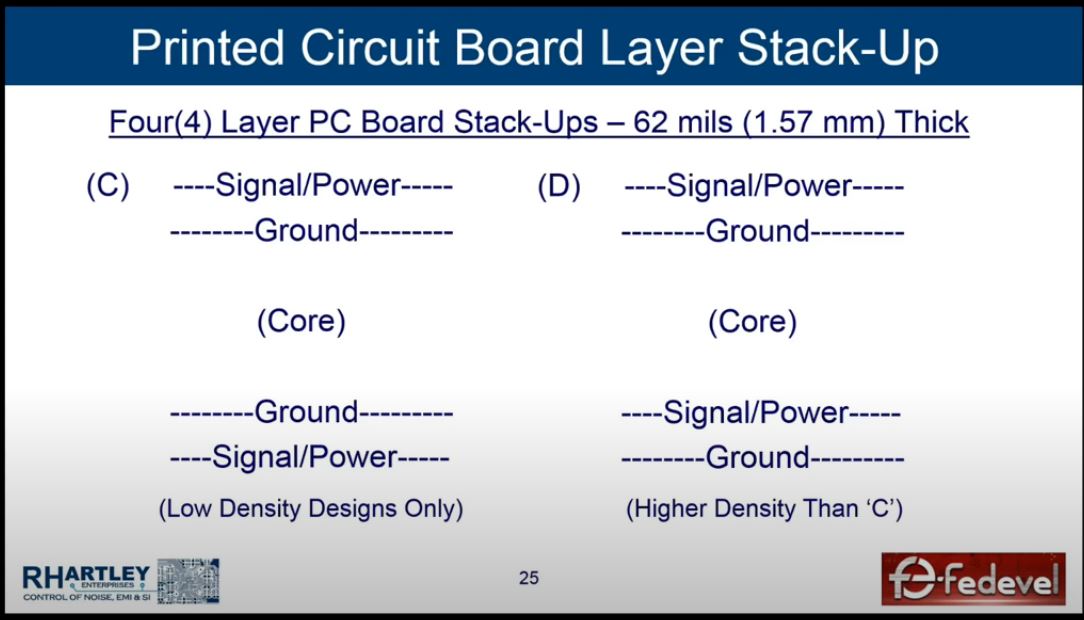 Printed Circuit Board Layer Stack-Up
Four(4) Layer PC Board Stack-Ups – 62 mils (1.57 mm) Thick
(C) ----Signal/Power-----
--------Ground---------
(Core)
--------Ground---------
----Signal/Power-----
(Low Density Designs Only)
(D) ----Signal/Power-----
--------Ground---------
(Core)
----Signal/Power-----
--------Ground---------
(Higher Density Than ‘C’)
RHARTLEY
ENTERPRISES
CONTROL OF NOISE, EMI & SI
25
fe·fedevel